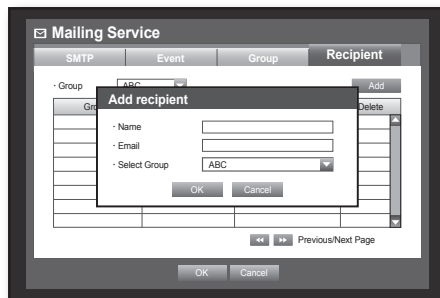 Mailing Service
SMTP Event Group Recipient
· Group ABC Add
Delete
Add recipient
· Name
· Email
· Select Group ABC
OK Cancel
Previous/Next Page
OK Cancel